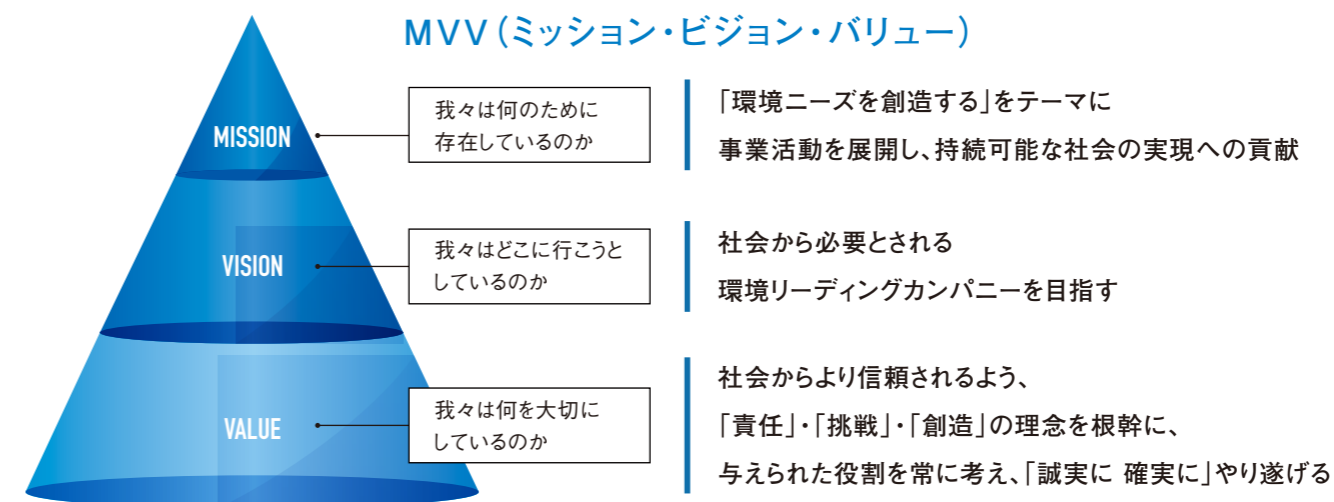 MVV（ミッション・ビジョン・バリュー）
MISSION
我々は何のために
存在しているのか
「環境ニーズを創造する」をテーマに
事業活動を展開し、持続可能な社会の実現への貢献
VISION
我々はどこに行こうと
しているのか
社会から必要とされる
環境リーディングカンパニーを目指す
VALUE
我々は何を大切に
しているのか
社会からより信頼されるよう、
「責任」・「挑戦」・「創造」の理念を根幹に、
与えられた役割を常に考え、「誠実に 確実に」やり遂げる